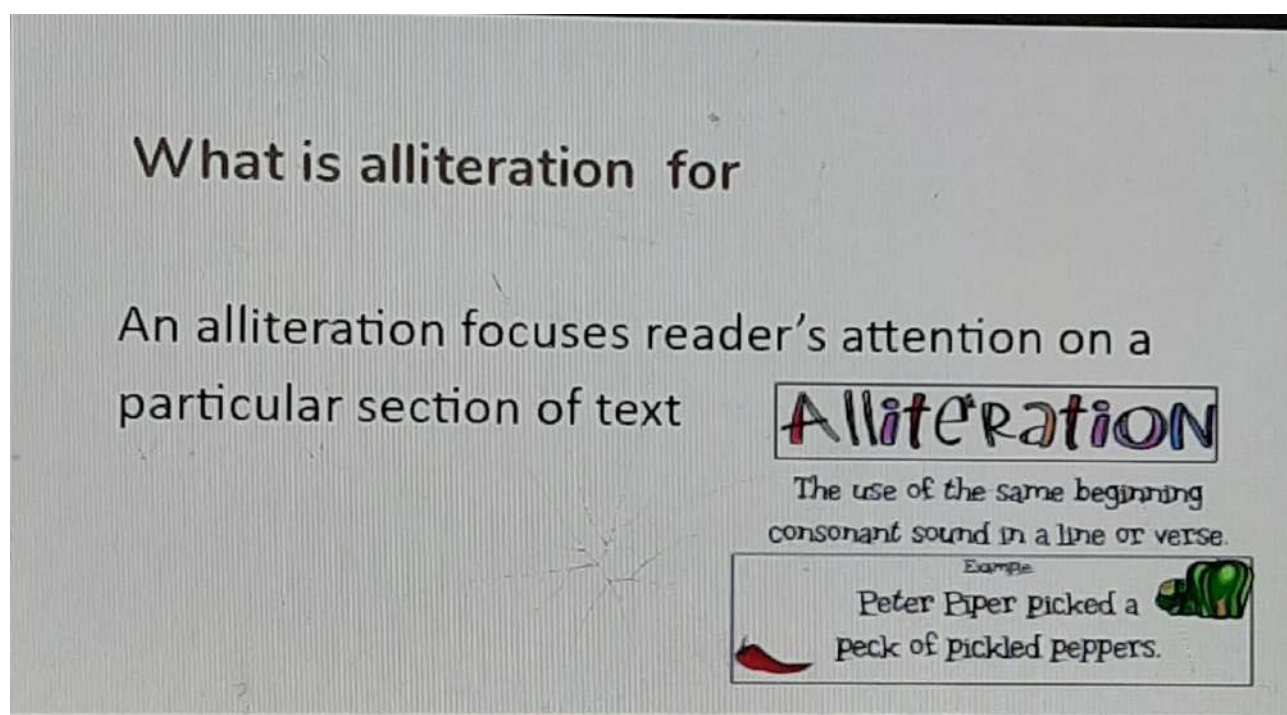 What is alliteration for
An alliteration focuses reader's attention on a
particular section of text
AlliteRatioN
The use of the same beginning
consonant sound in a line or verse.
Example
Peter Piper picked a
peck of pickled peppers.